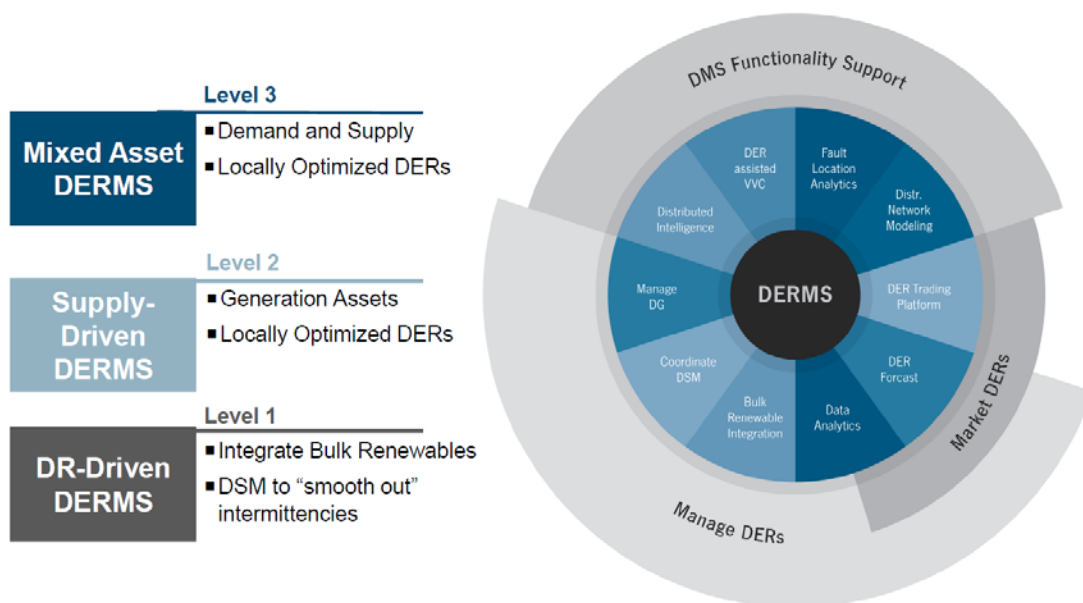 Level 3
Mixed Asset
DERMS
▪ Demand and Supply
▪ Locally Optimized DERs
Level 2
Supply-
Driven
DERMS
▪ Generation Assets
▪ Locally Optimized DERs
Level 1
DR-Driven
DERMS
▪ Integrate Bulk Renewables
▪ DSM to “smooth out”
intermittencies
DMS Functionality Support
DER
assisted
VVC
Fault
Location
Analytics
Distributed
Intelligence
Distr.
Network
Modeling
Manage
DG
DERMS
DER Trading
Platform
Coordinate
DSM
DER
Forcast
Bulk
Renewable
Integration
Data
Analytics
Market DERs
Manage DERs